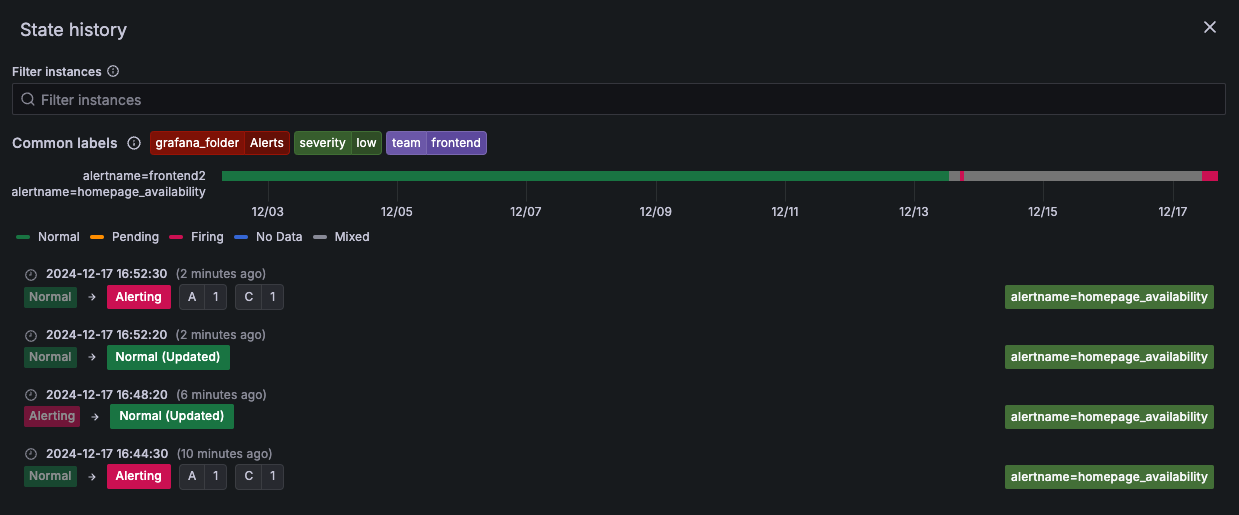 State history
Filter instances
Filter instances
Common labels grafana_folder Alerts severity low team frontend
alertname=frontend2
alertname=homepage_availability
12/03 12/05 12/07 12/09 12/11 12/13 12/15 12/17
Normal Pending Firing No Data Mixed
2024-12-17 16:52:30 (2 minutes ago)
Normal → Alerting A 1 C 1 alertname=homepage_availability
2024-12-17 16:52:20 (2 minutes ago)
Normal → Normal (Updated) alertname=homepage_availability
2024-12-17 16:48:20 (6 minutes ago)
Alerting → Normal (Updated) alertname=homepage_availability
2024-12-17 16:44:30 (10 minutes ago)
Normal → Alerting A 1 C 1 alertname=homepage_availability